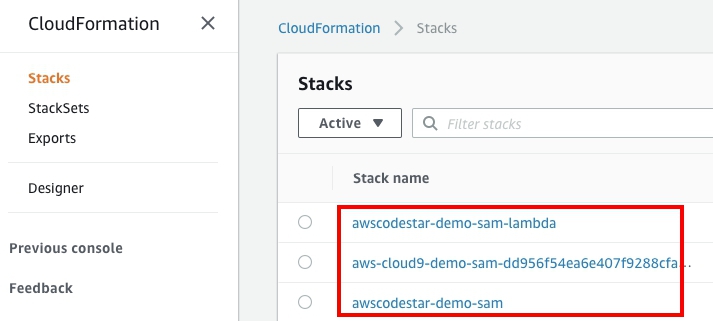 CloudFormation
Stacks
StackSets
Exports
Designer
Previous console
Feedback
CloudFormation > Stacks
Stacks
Active
Filter stacks
Stack name
awscodestar-demo-sam-lambda
aws-cloud9-demo-sam-dd956f54ea6e407f9288cfa…
awscodestar-demo-sam